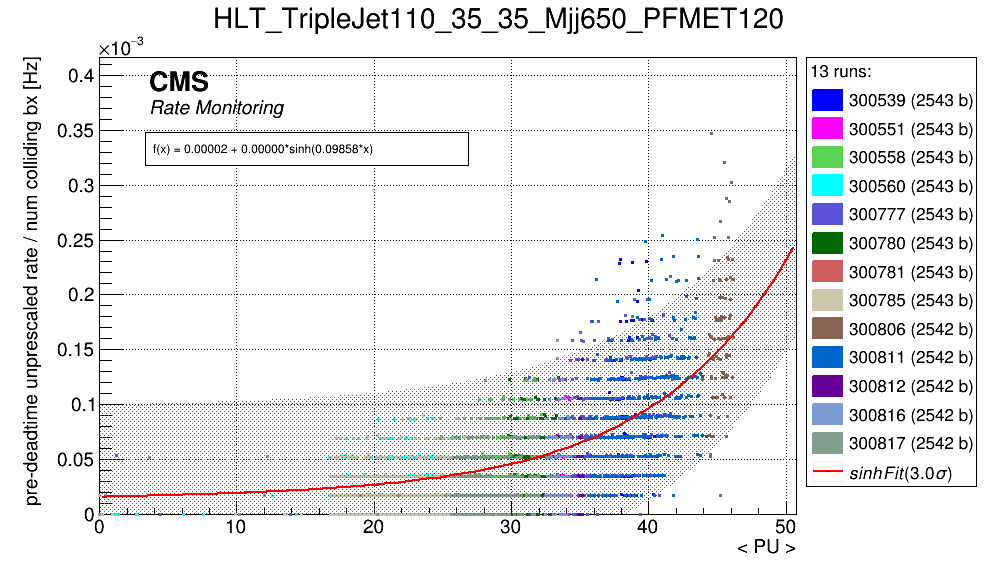 HLT_TripleJet110_35_35_Mjj650_PFMET120
×10⁻³
pre-deadtime unprescaled rate / num colliding bx [Hz]
0.4
0.35
0.3
0.25
0.2
0.15
0.1
0.05
0
CMS
Rate Monitoring
f(x) = 0.00002 + 0.00000*sinh(0.09858*x)
0 10 20 30 40 50
< PU >
13 runs:
300539 (2543 b)
300551 (2543 b)
300558 (2543 b)
300560 (2543 b)
300777 (2543 b)
300780 (2543 b)
300781 (2543 b)
300785 (2543 b)
300806 (2542 b)
300811 (2542 b)
300812 (2542 b)
300816 (2542 b)
300817 (2542 b)
sinhFit(3.0σ)